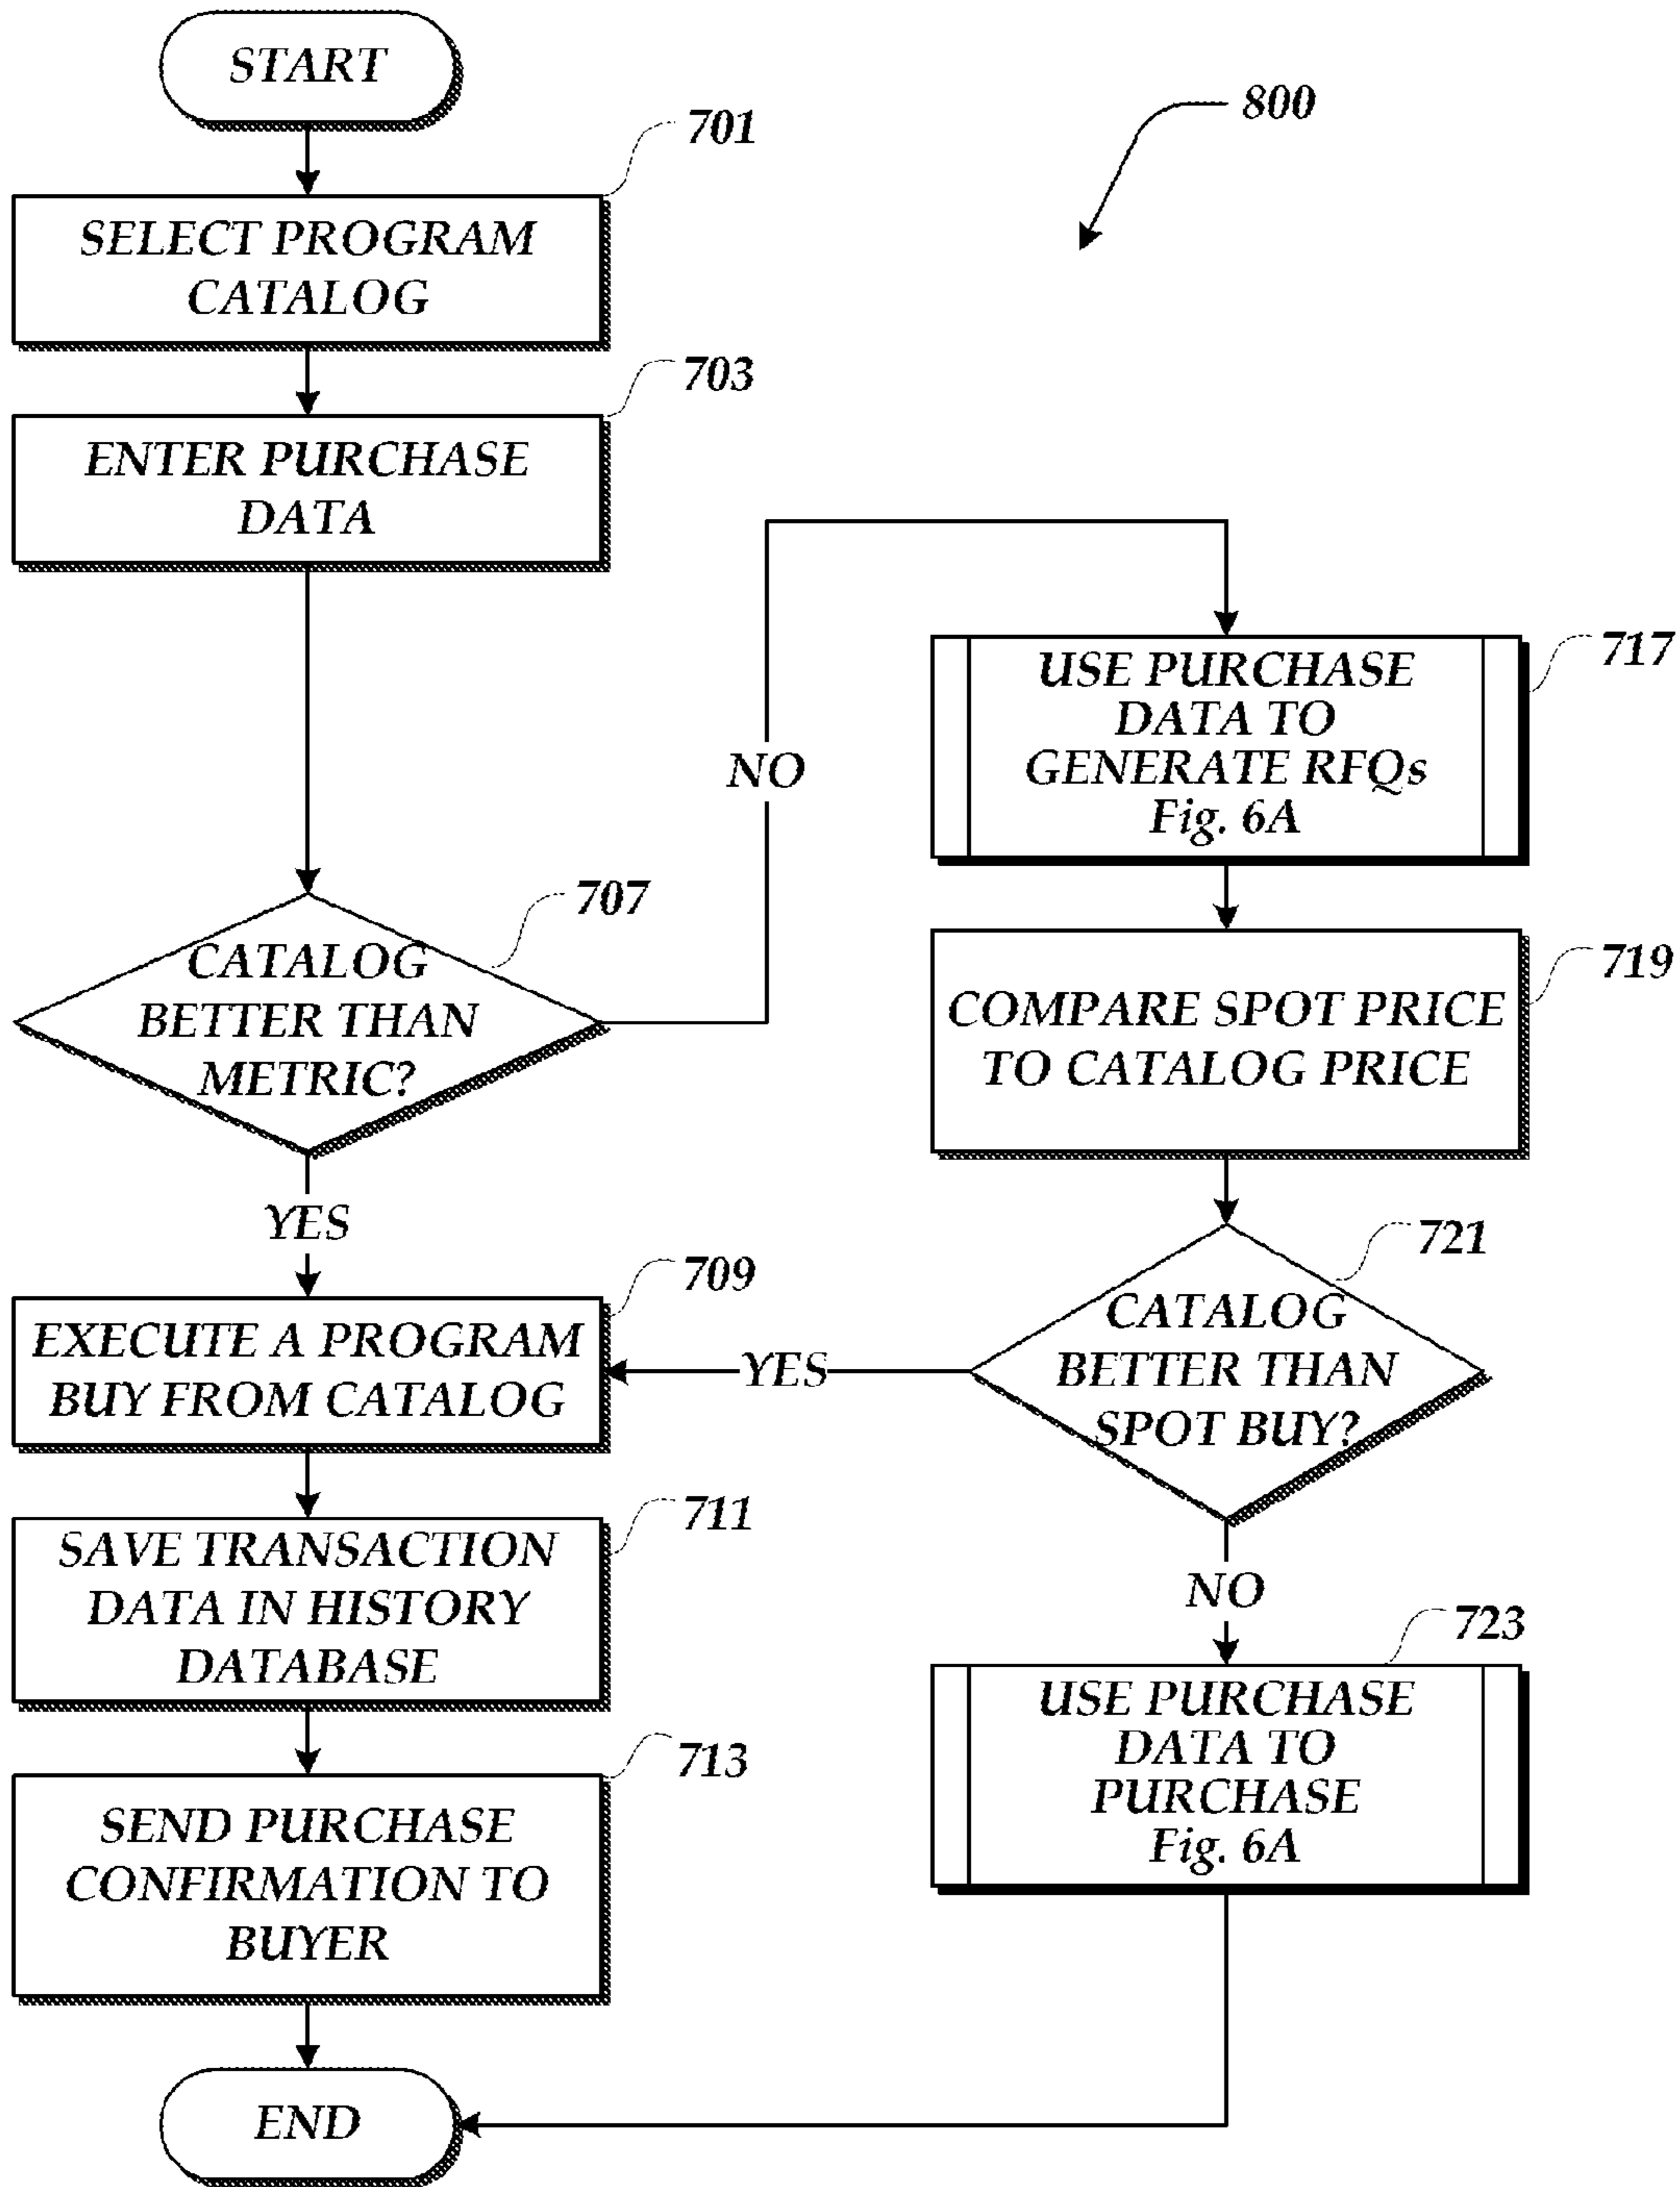 START
800
701
SELECT PROGRAM
CATALOG
703
ENTER PURCHASE
DATA
707
CATALOG
BETTER THAN
METRIC?
NO
YES
717
USE PURCHASE
DATA TO
GENERATE RFQs
Fig. 6A
719
COMPARE SPOT PRICE
TO CATALOG PRICE
721
CATALOG
BETTER THAN
SPOT BUY?
YES
NO
709
EXECUTE A PROGRAM
BUY FROM CATALOG
711
SAVE TRANSACTION
DATA IN HISTORY
DATABASE
713
SEND PURCHASE
CONFIRMATION TO
BUYER
723
USE PURCHASE
DATA TO
PURCHASE
Fig. 6A
END